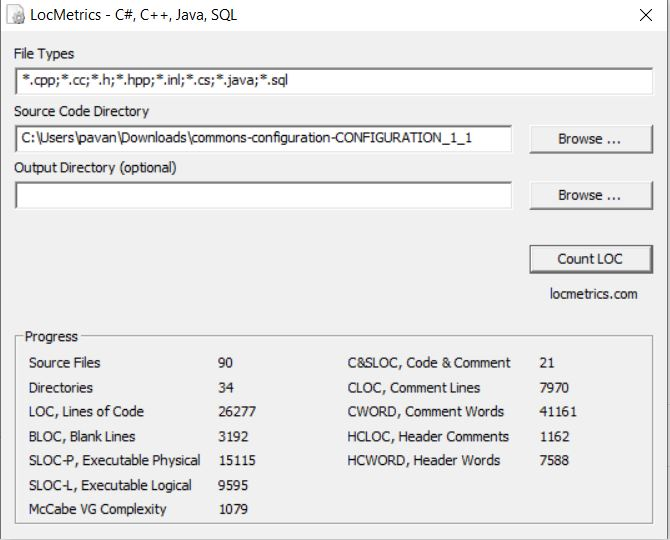 LocMetrics - C#, C++, Java, SQL
File Types
*.cpp;*.cc;*.h;*.hpp;*.inl;*.cs;*.java;*.sql
Source Code Directory
C:\Users\pavan\Downloads\commons-configuration-CONFIGURATION_1_1
Browse ...
Output Directory (optional)
Browse ...
Count LOC
locmetrics.com
Progress
Source Files 90 C&SLOC, Code & Comment 21
Directories 34 CLOC, Comment Lines 7970
LOC, Lines of Code 26277 CWORD, Comment Words 41161
BLOC, Blank Lines 3192 HCLOC, Header Comments 1162
SLOC-P, Executable Physical 15115 HCWORD, Header Words 7588
SLOC-L, Executable Logical 9595
McCabe VG Complexity 1079